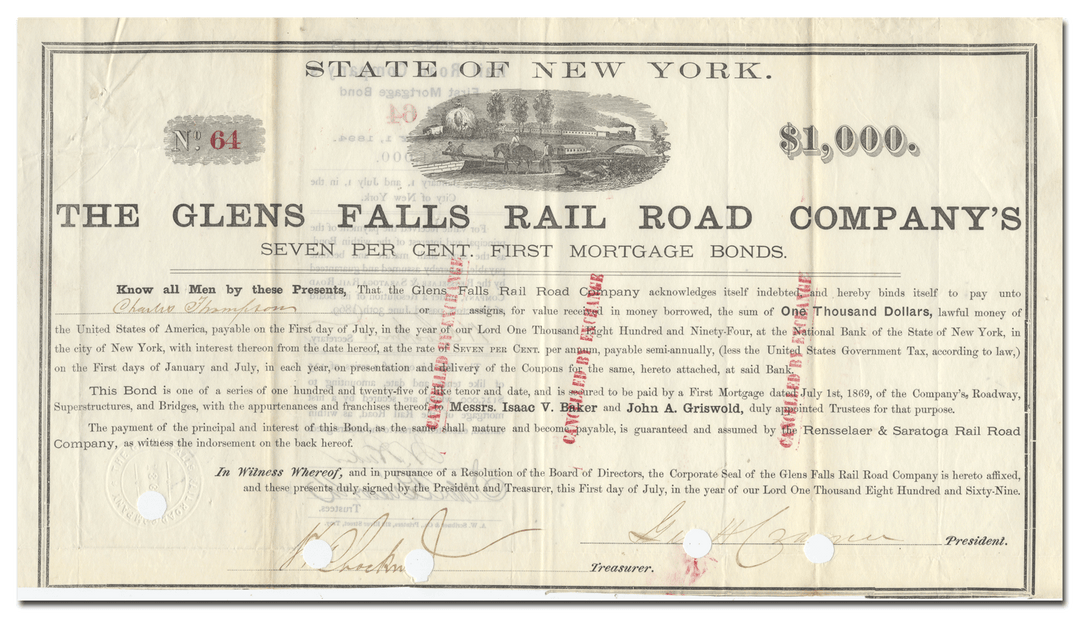 STATE OF NEW YORK.
No. 64
$1,000.
THE GLENS FALLS RAIL ROAD COMPANY'S
SEVEN PER CENT. FIRST MORTGAGE BONDS.
Know all Men by these Presents, That the Glens Falls Rail Road Company acknowledges itself indebted and hereby binds itself to pay unto
Charles Thompson or assigns, for value received in money borrowed, the sum of One Thousand Dollars, lawful money of
the United States of America, payable on the First day of July, in the year of our Lord One Thousand Eight Hundred and Ninety-Four, at the National Bank of the State of New York, in
the city of New York, with interest thereon from the date hereof, at the rate of SEVEN PER CENT. per annum, payable semi-annually, (less the United States Government Tax, according to law,)
on the First days of January and July, in each year, on presentation and delivery of the Coupons for the same, hereto attached, at said Bank.
This Bond is one of a series of one hundred and twenty-five of like tenor and date, and is secured to be paid by a First Mortgage dated July 1st, 1869, of the Company's, Roadway,
Superstructures, and Bridges, with the appurtenances and franchises thereof, to Messrs. Isaac V. Baker and John A. Griswold, duly appointed Trustees for that purpose.
The payment of the principal and interest of this Bond, as the same shall mature and become payable, is guaranteed and assumed by the Rensselaer & Saratoga Rail Road
Company, as witness the indorsement on the back hereof.
In Witness Whereof, and in pursuance of a Resolution of the Board of Directors, the Corporate Seal of the Glens Falls Rail Road Company is hereto affixed,
and these presents duly signed by the President and Treasurer, this First day of July, in the year of our Lord One Thousand Eight Hundred and Sixty-Nine.
President.
Treasurer.
CANCELLED BY EXCHANGE
CANCELLED BY EXCHANGE
CANCELLED BY EXCHANGE